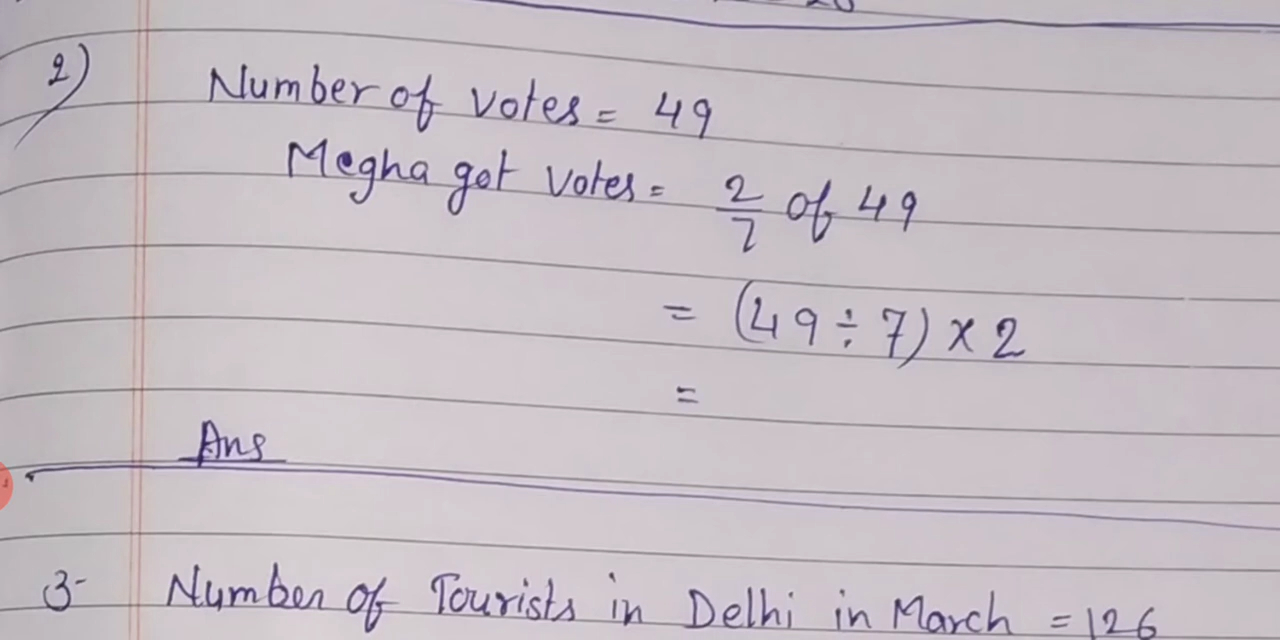 2)
Number of votes = 49
Megha got votes = 2/7 of 49
= (49 ÷ 7) × 2
=
Ans
3- Number of Tourists in Delhi in March = 126